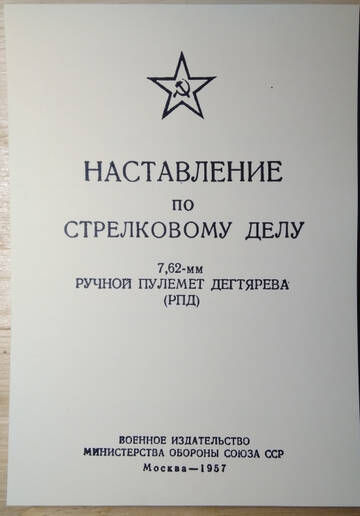 НАСТАВЛЕНИЕ
ПО
СТРЕЛКОВОМУ ДЕЛУ
7,62-мм
РУЧНОЙ ПУЛЕМЕТ ДЕГТЯРЕВА
(РПД)
ВОЕННОЕ ИЗДАТЕЛЬСТВО
МИНИСТЕРСТВА ОБОРОНЫ СОЮЗА ССР
Москва—1957